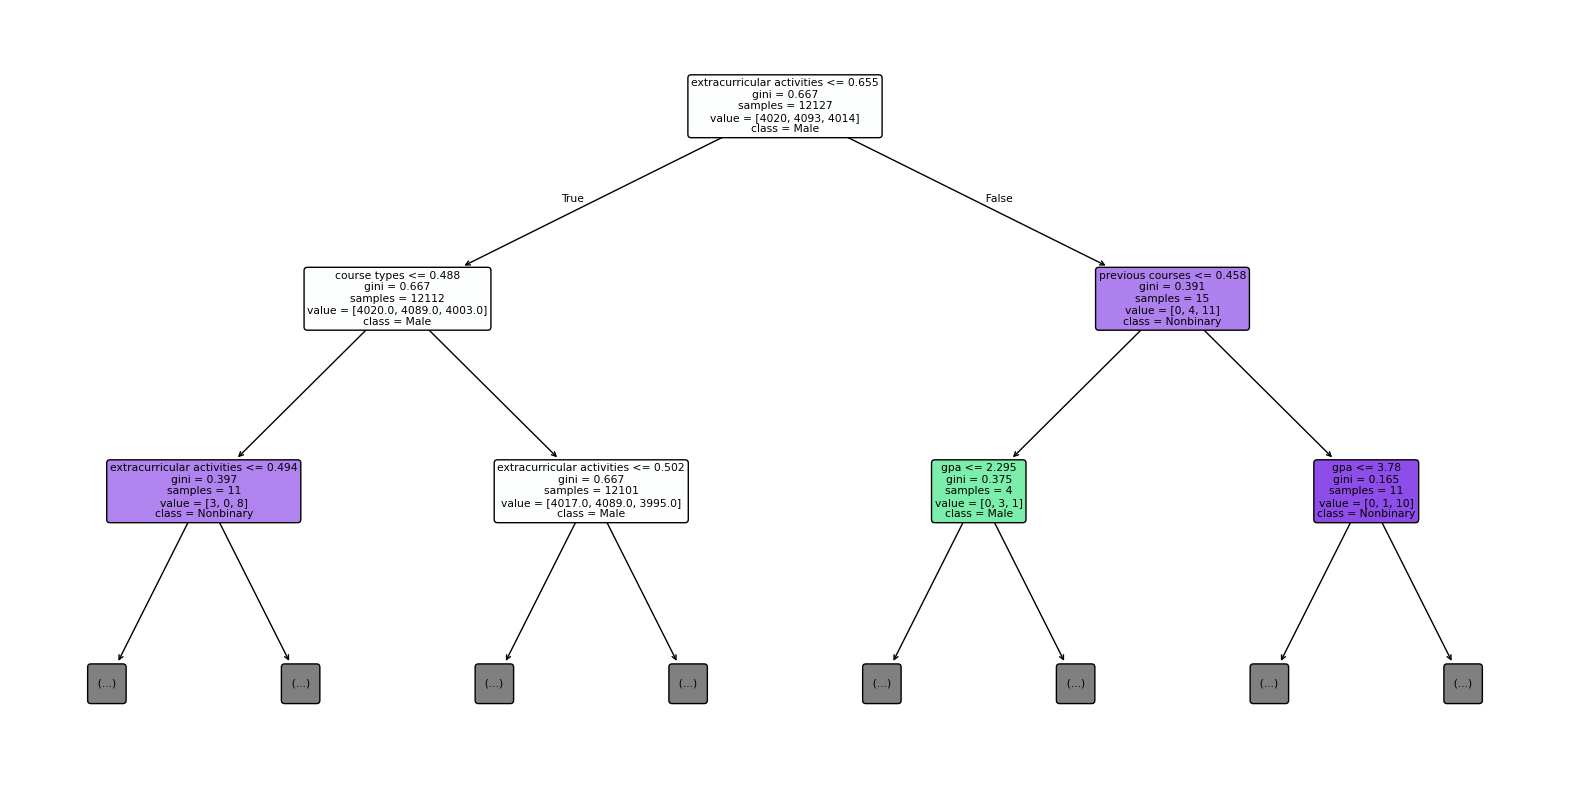 extracurricular activities <= 0.655
gini = 0.667
samples = 12127
value = [4020, 4093, 4014]
class = Male
True
False
course types <= 0.488
gini = 0.667
samples = 12112
value = [4020.0, 4089.0, 4003.0]
class = Male
previous courses <= 0.458
gini = 0.391
samples = 15
value = [0, 4, 11]
class = Nonbinary
extracurricular activities <= 0.494
gini = 0.397
samples = 11
value = [3, 0, 8]
class = Nonbinary
extracurricular activities <= 0.502
gini = 0.667
samples = 12101
value = [4017.0, 4089.0, 3995.0]
class = Male
gpa <= 2.295
gini = 0.375
samples = 4
value = [0, 3, 1]
class = Male
gpa <= 3.78
gini = 0.165
samples = 11
value = [0, 1, 10]
class = Nonbinary
(...)
(...)
(...)
(...)
(...)
(...)
(...)
(...)